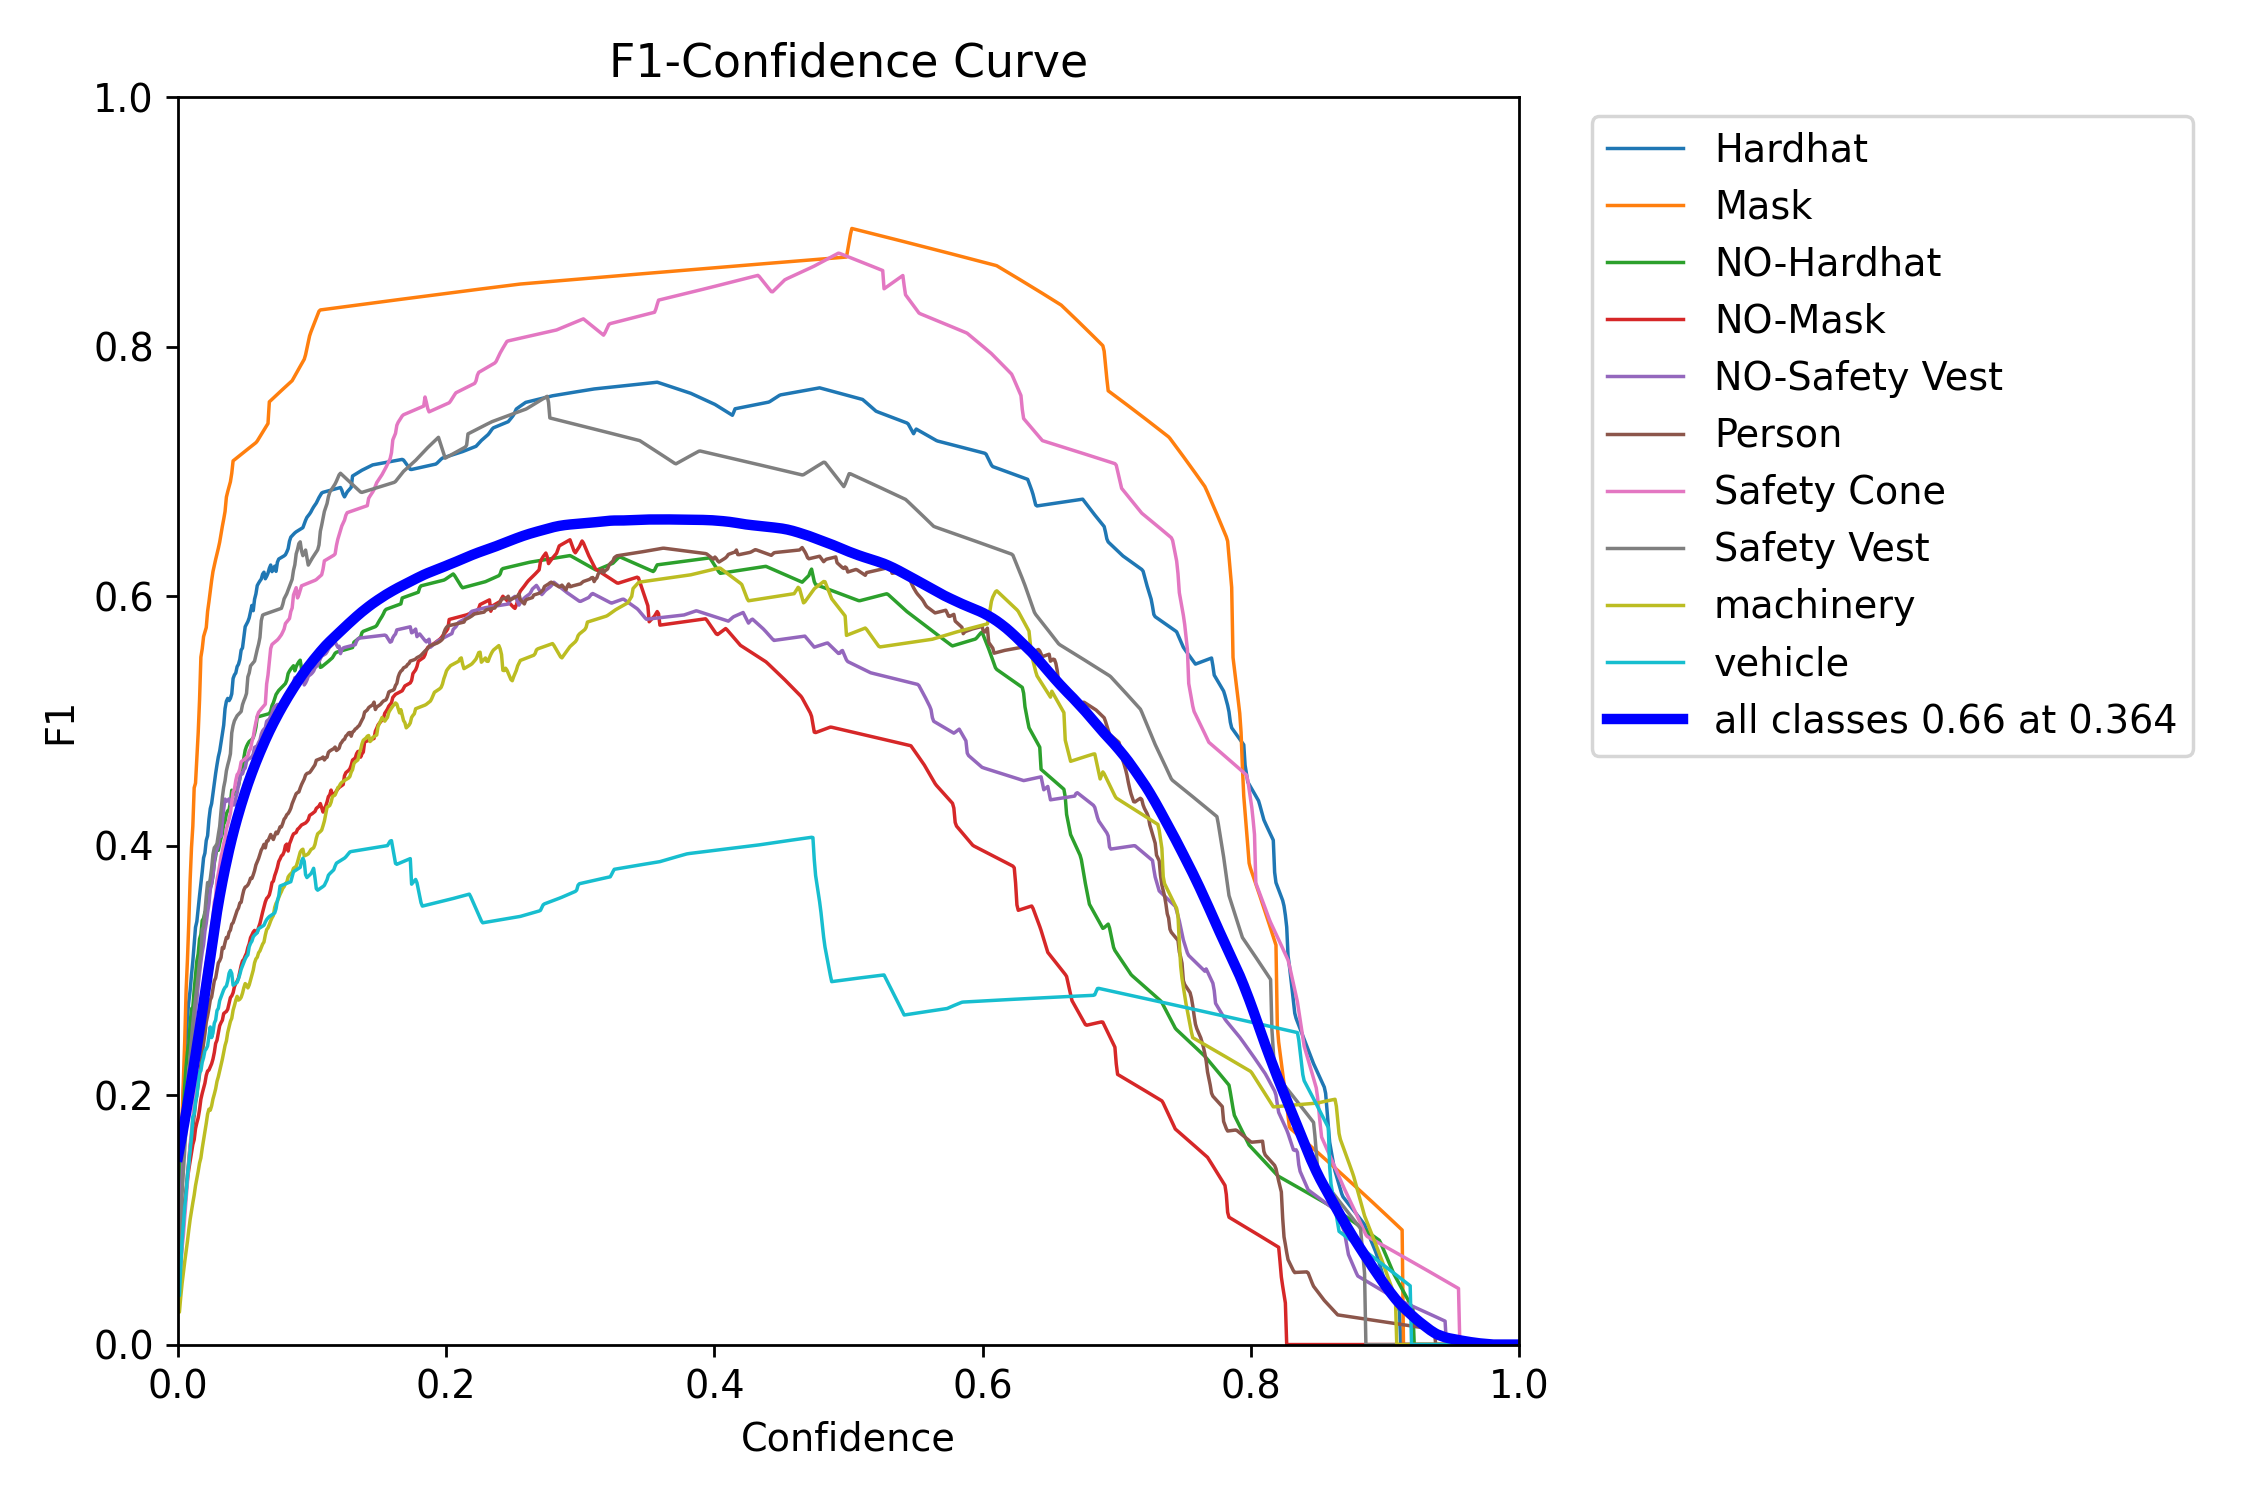 F1-Confidence Curve
1.0
0.8
0.6
0.4
0.2
0.0
F1
0.0 0.2 0.4 0.6 0.8 1.0
Confidence
Hardhat
Mask
NO-Hardhat
NO-Mask
NO-Safety Vest
Person
Safety Cone
Safety Vest
machinery
vehicle
all classes 0.66 at 0.364